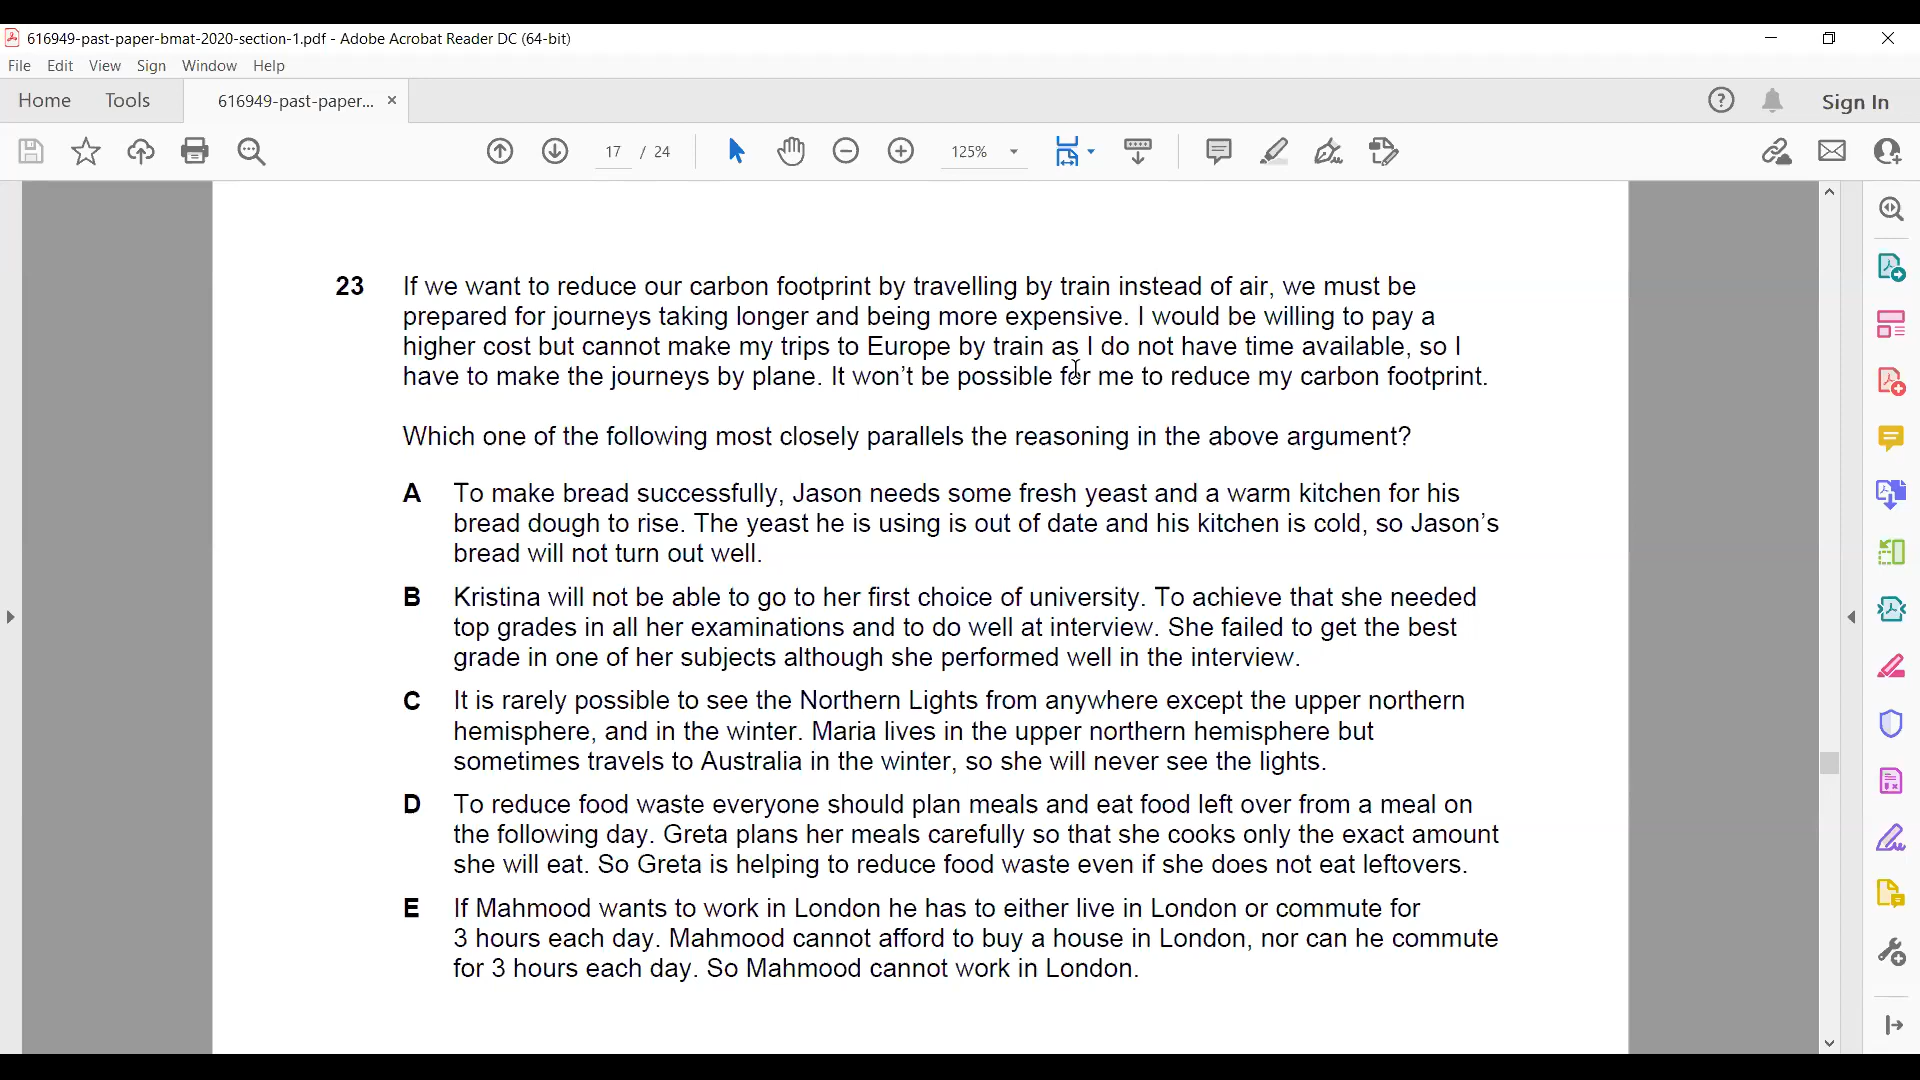 616949-past-paper-bmat-2020-section-1.pdf - Adobe Acrobat Reader DC (64-bit)
File Edit View Sign Window Help
Home Tools 616949-past-paper... × Sign In
17 / 24 125%
23 If we want to reduce our carbon footprint by travelling by train instead of air, we must be
prepared for journeys taking longer and being more expensive. I would be willing to pay a
higher cost but cannot make my trips to Europe by train as I do not have time available, so I
have to make the journeys by plane. It won't be possible for me to reduce my carbon footprint.
Which one of the following most closely parallels the reasoning in the above argument?
A To make bread successfully, Jason needs some fresh yeast and a warm kitchen for his
bread dough to rise. The yeast he is using is out of date and his kitchen is cold, so Jason's
bread will not turn out well.
B Kristina will not be able to go to her first choice of university. To achieve that she needed
top grades in all her examinations and to do well at interview. She failed to get the best
grade in one of her subjects although she performed well in the interview.
C It is rarely possible to see the Northern Lights from anywhere except the upper northern
hemisphere, and in the winter. Maria lives in the upper northern hemisphere but
sometimes travels to Australia in the winter, so she will never see the lights.
D To reduce food waste everyone should plan meals and eat food left over from a meal on
the following day. Greta plans her meals carefully so that she cooks only the exact amount
she will eat. So Greta is helping to reduce food waste even if she does not eat leftovers.
E If Mahmood wants to work in London he has to either live in London or commute for
3 hours each day. Mahmood cannot afford to buy a house in London, nor can he commute
for 3 hours each day. So Mahmood cannot work in London.